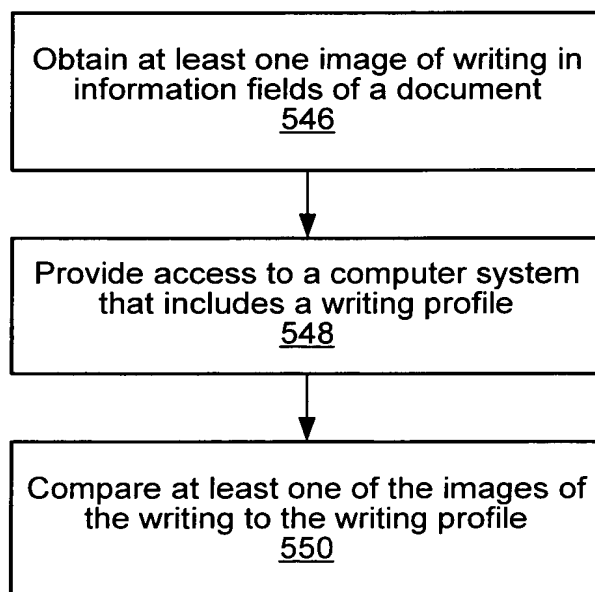 Obtain at least one image of writing in
information fields of a document
546
Provide access to a computer system
that includes a writing profile
548
Compare at least one of the images of
the writing to the writing profile
550